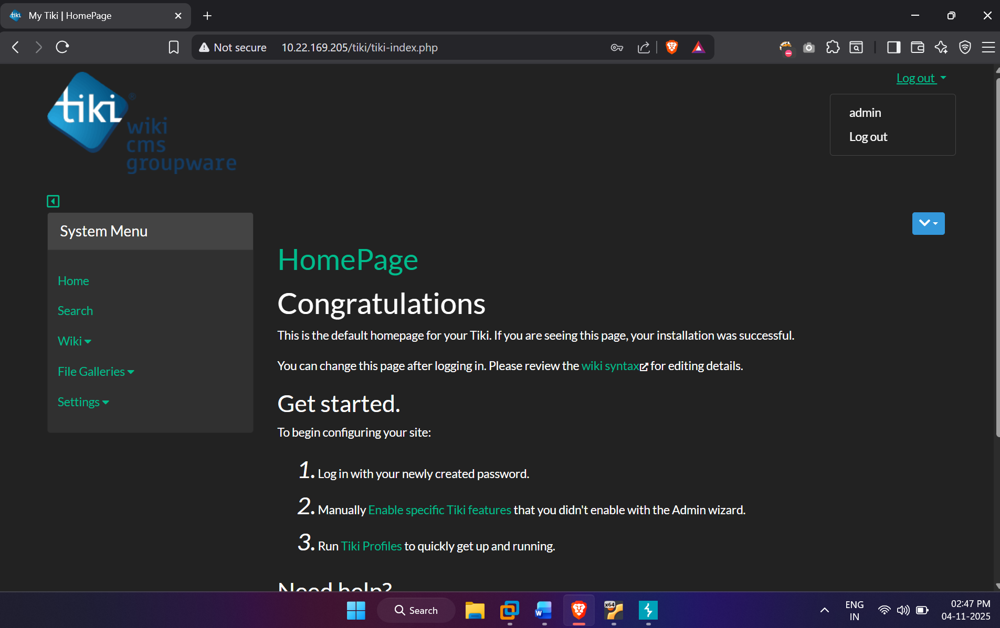 My Tiki | HomePage
Not secure 10.22.169.205/tiki/tiki-index.php
Log out
admin
Log out
tiki
®
wiki
cms
groupware
System Menu
Home
Search
Wiki
File Galleries
Settings
HomePage
Congratulations
This is the default homepage for your Tiki. If you are seeing this page, your installation was successful.
You can change this page after logging in. Please review the wiki syntax for editing details.
Get started.
To begin configuring your site:
1. Log in with your newly created password.
2. Manually Enable specific Tiki features that you didn't enable with the Admin wizard.
3. Run Tiki Profiles to quickly get up and running.
Need help?
Search
W
x64
ENG
IN
02:47 PM
04-11-2025